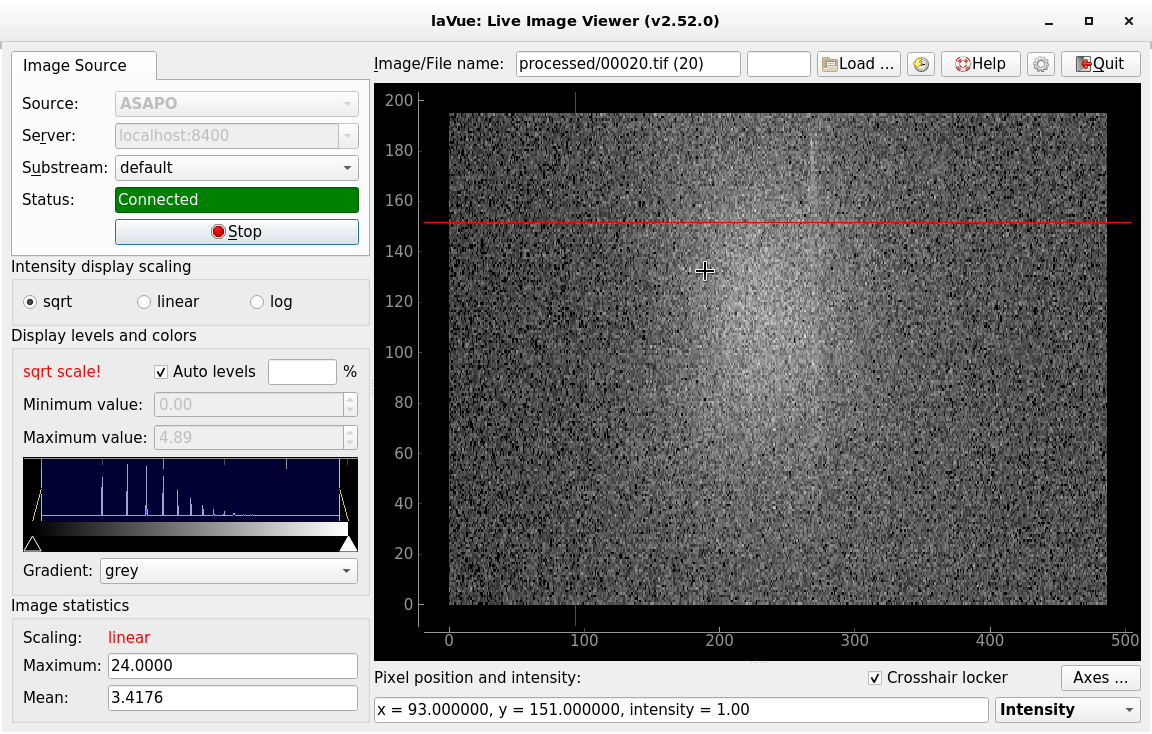 laVue: Live Image Viewer (v2.52.0)
Image Source
Image/File name: processed/00020.tif (20) Load ... Help Quit
Source: ASAPO
Server: localhost:8400
Substream: default
Status: Connected
Stop
Intensity display scaling
sqrt linear log
Display levels and colors
sqrt scale! Auto levels %
Minimum value: 0.00
Maximum value: 4.89
Gradient: grey
Image statistics
Scaling: linear
Maximum: 24.0000
Mean: 3.4176
200
180
160
140
120
100
80
60
40
20
0
0 100 200 300 400 500
Pixel position and intensity: Crosshair locker Axes ...
x = 93.000000, y = 151.000000, intensity = 1.00 Intensity